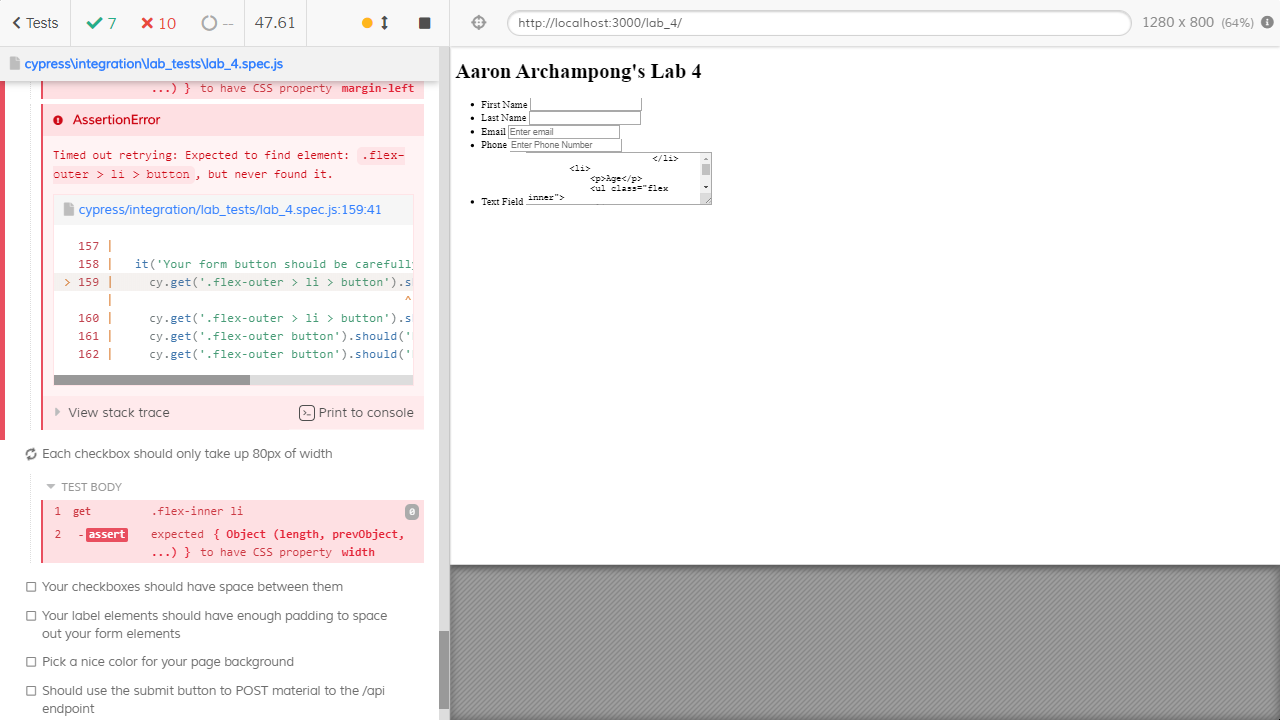 Tests
7
10
--
47.61
http://localhost:3000/lab_4/
1280 x 800 (64%)
cypress\integration\lab_tests\lab_4.spec.js
...) } to have CSS property margin-left
AssertionError
Timed out retrying: Expected to find element: .flex-
outer > li > button, but never found it.
cypress/integration/lab_tests/lab_4.spec.js:159:41
157 |
158 | it('Your form button should be carefull
> 159 | cy.get('.flex-outer > li > button').s
| ^
160 | cy.get('.flex-outer > li > button').s
161 | cy.get('.flex-outer button').should('
162 | cy.get('.flex-outer button').should('
View stack trace
Print to console
Each checkbox should only take up 80px of width
TEST BODY
1 get .flex-inner li 0
2 -assert expected { Object (length, prevObject,
...) } to have CSS property width
Your checkboxes should have space between them
Your label elements should have enough padding to space
out your form elements
Pick a nice color for your page background
Should use the submit button to POST material to the /api
endpoint
Aaron Archampong's Lab 4
First Name
Last Name
Email Enter email
Phone Enter Phone Number
</li>
<li>
<p>Age</p>
<ul class="flex
inner">
Text Field